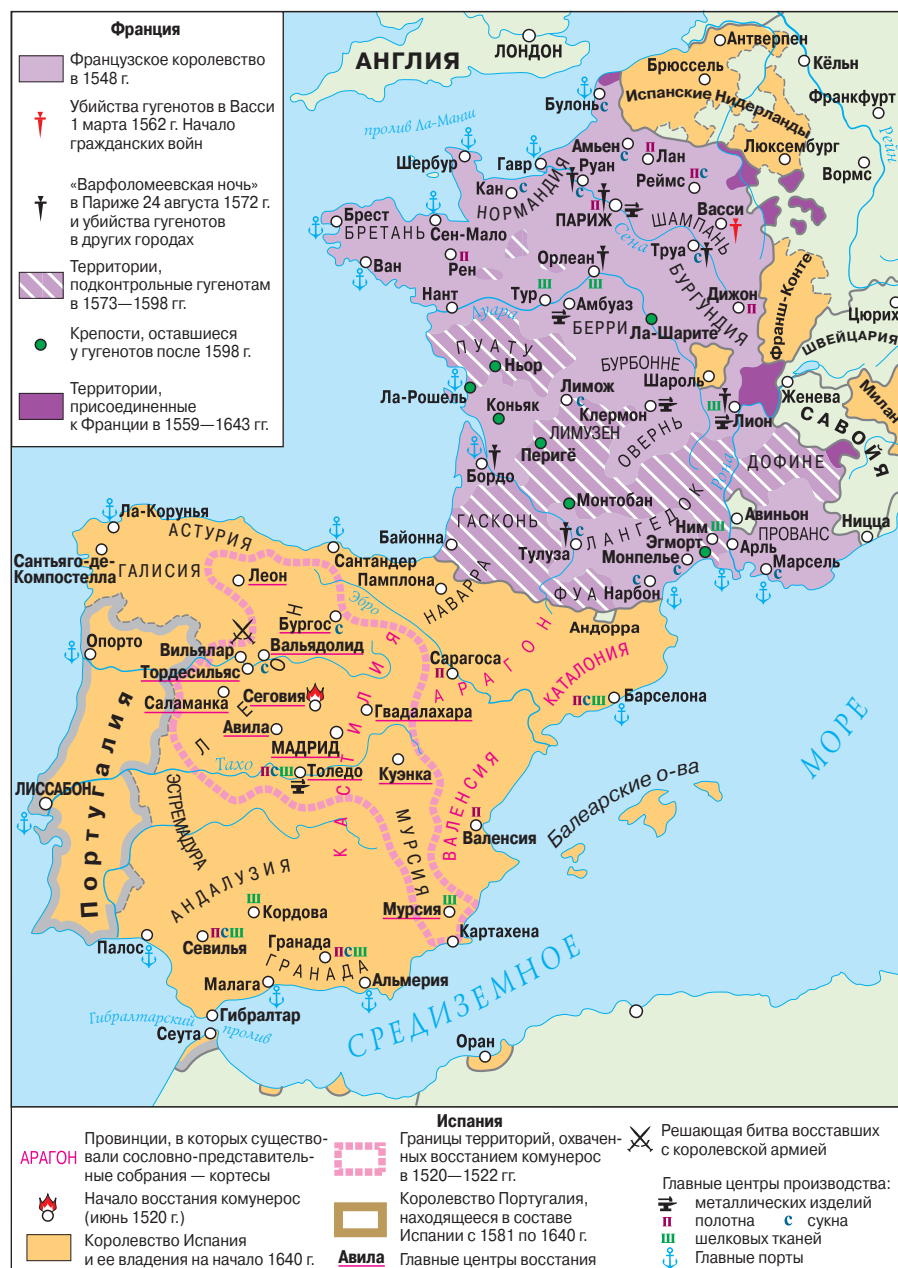 Франция
Французское королевство
в 1548 г.
Убийства гугенотов в Васси
1 марта 1562 г. Начало
гражданских войн
«Варфоломеевская ночь»
в Париже 24 августа 1572 г.
и убийства гугенотов
в других городах
Территории,
подконтрольные гугенотам
в 1573—1598 гг.
Крепости, оставшиеся
у гугенотов после 1598 г.
Территории,
присоединенные
к Франции в 1559—1643 гг.
АНГЛИЯ
ЛОНДОН
Антверпен
Брюссель
Кёльн
Испанские Нидерланды
Франкфурт
Рейн
Булонь
с
пролив Ла-Манш
Люксембург
Вормс
Шербур
Гавр
Амьен
с
п
Лан
Руан
с
Реймс
п с
Кан
с
НОРМАНДИЯ
п
ПАРИЖ
ШАМПАНЬ
Васси
Брест
БРЕТАНЬ
Сен-Мало
Сена
Труа
с
Ван
п
Рен
Орлеан
ш
БУРГУНДИЯ
Дижон
п
Франш-Конте
Цюрих
ШВЕЙЦАРИЯ
Нант
Тур
ш
Амбуаз
Луара
БЕРРИ
Ла-Шарите
ПУАТУ
Ньор
БУРБОННЕ
Шароль
Женева
Милан
Ла-Рошель
Лимож
с
Клермон
ш
Лион
САВОЙЯ
Коньяк
ЛИМУЗЕН
ОВЕРНЬ
Перигё
Рона
ДОФИНЕ
Бордо
Монтобан
ГАСКОНЬ
ЛАНГЕДОК
Авиньон
Ним
ш
ПРОВАНС
Ницца
Байонна
Тулуза
с
Эгморт
Арль
Монпелье
с
Марсель
с
ФУА
Нарбон
с
Андорра
Ла-Корунья
АСТУРИЯ
Сантандер
Сантьяго-де-
Компостелла
ГАЛИСИЯ
Леон
Памплона
НАВАРРА
Эбро
Бургос
с
Опорто
Вильялар
Вальядолид
Тордесильяс
с
Сарагоса
п
АРАГОН
КАТАЛОНИЯ
Саламанка
Сеговия
ЛЕОН
Гвадалахара
псш
Барселона
Авила
МАДРИД
КАСТИЛИЯ
Тахо
псш
Толедо
Куэнка
Португалия
ЛИССАБОН
ЭСТРЕМАДУРА
ВАЛЕНСИЯ
п
Валенсия
Балеарские о-ва
МОРЕ
МУРСИЯ
АНДАЛУЗИЯ
ш
Кордова
Мурсия
ш
Палос
Севилья
псш
Гранада
псш
ГРАНАДА
Картахена
Малага
Альмерия
СРЕДИЗЕМНОЕ
Гибралтарский
пролив
Гибралтар
Сеута
Оран
Испания
АРАГОН
Провинции, в которых существо-
вали сословно-представитель-
ные собрания — кортесы
Начало восстания комунерос
(июнь 1520 г.)
Королевство Испания
и ее владения на начало 1640 г.
Границы территорий, охвачен-
ных восстанием комунерос
в 1520—1522 гг.
Королевство Португалия,
находящееся в составе
Испании с 1581 по 1640 г.
Авила
Главные центры восстания
Решающая битва восставших
с королевской армией
Главные центры производства:
металлических изделий
п полотна
с сукна
ш шелковых тканей
Главные порты